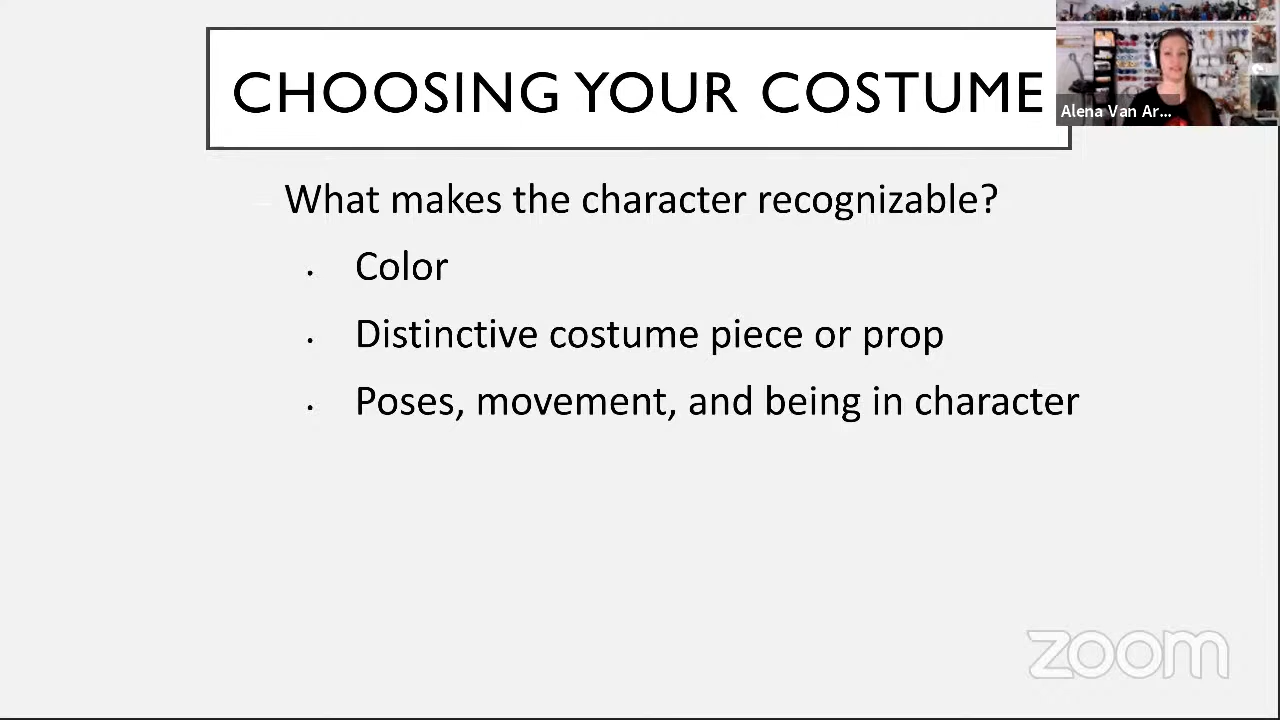 CHOOSING YOUR COSTUME
Alena Van Ar...
What makes the character recognizable?
• Color
• Distinctive costume piece or prop
• Poses, movement, and being in character
zoom